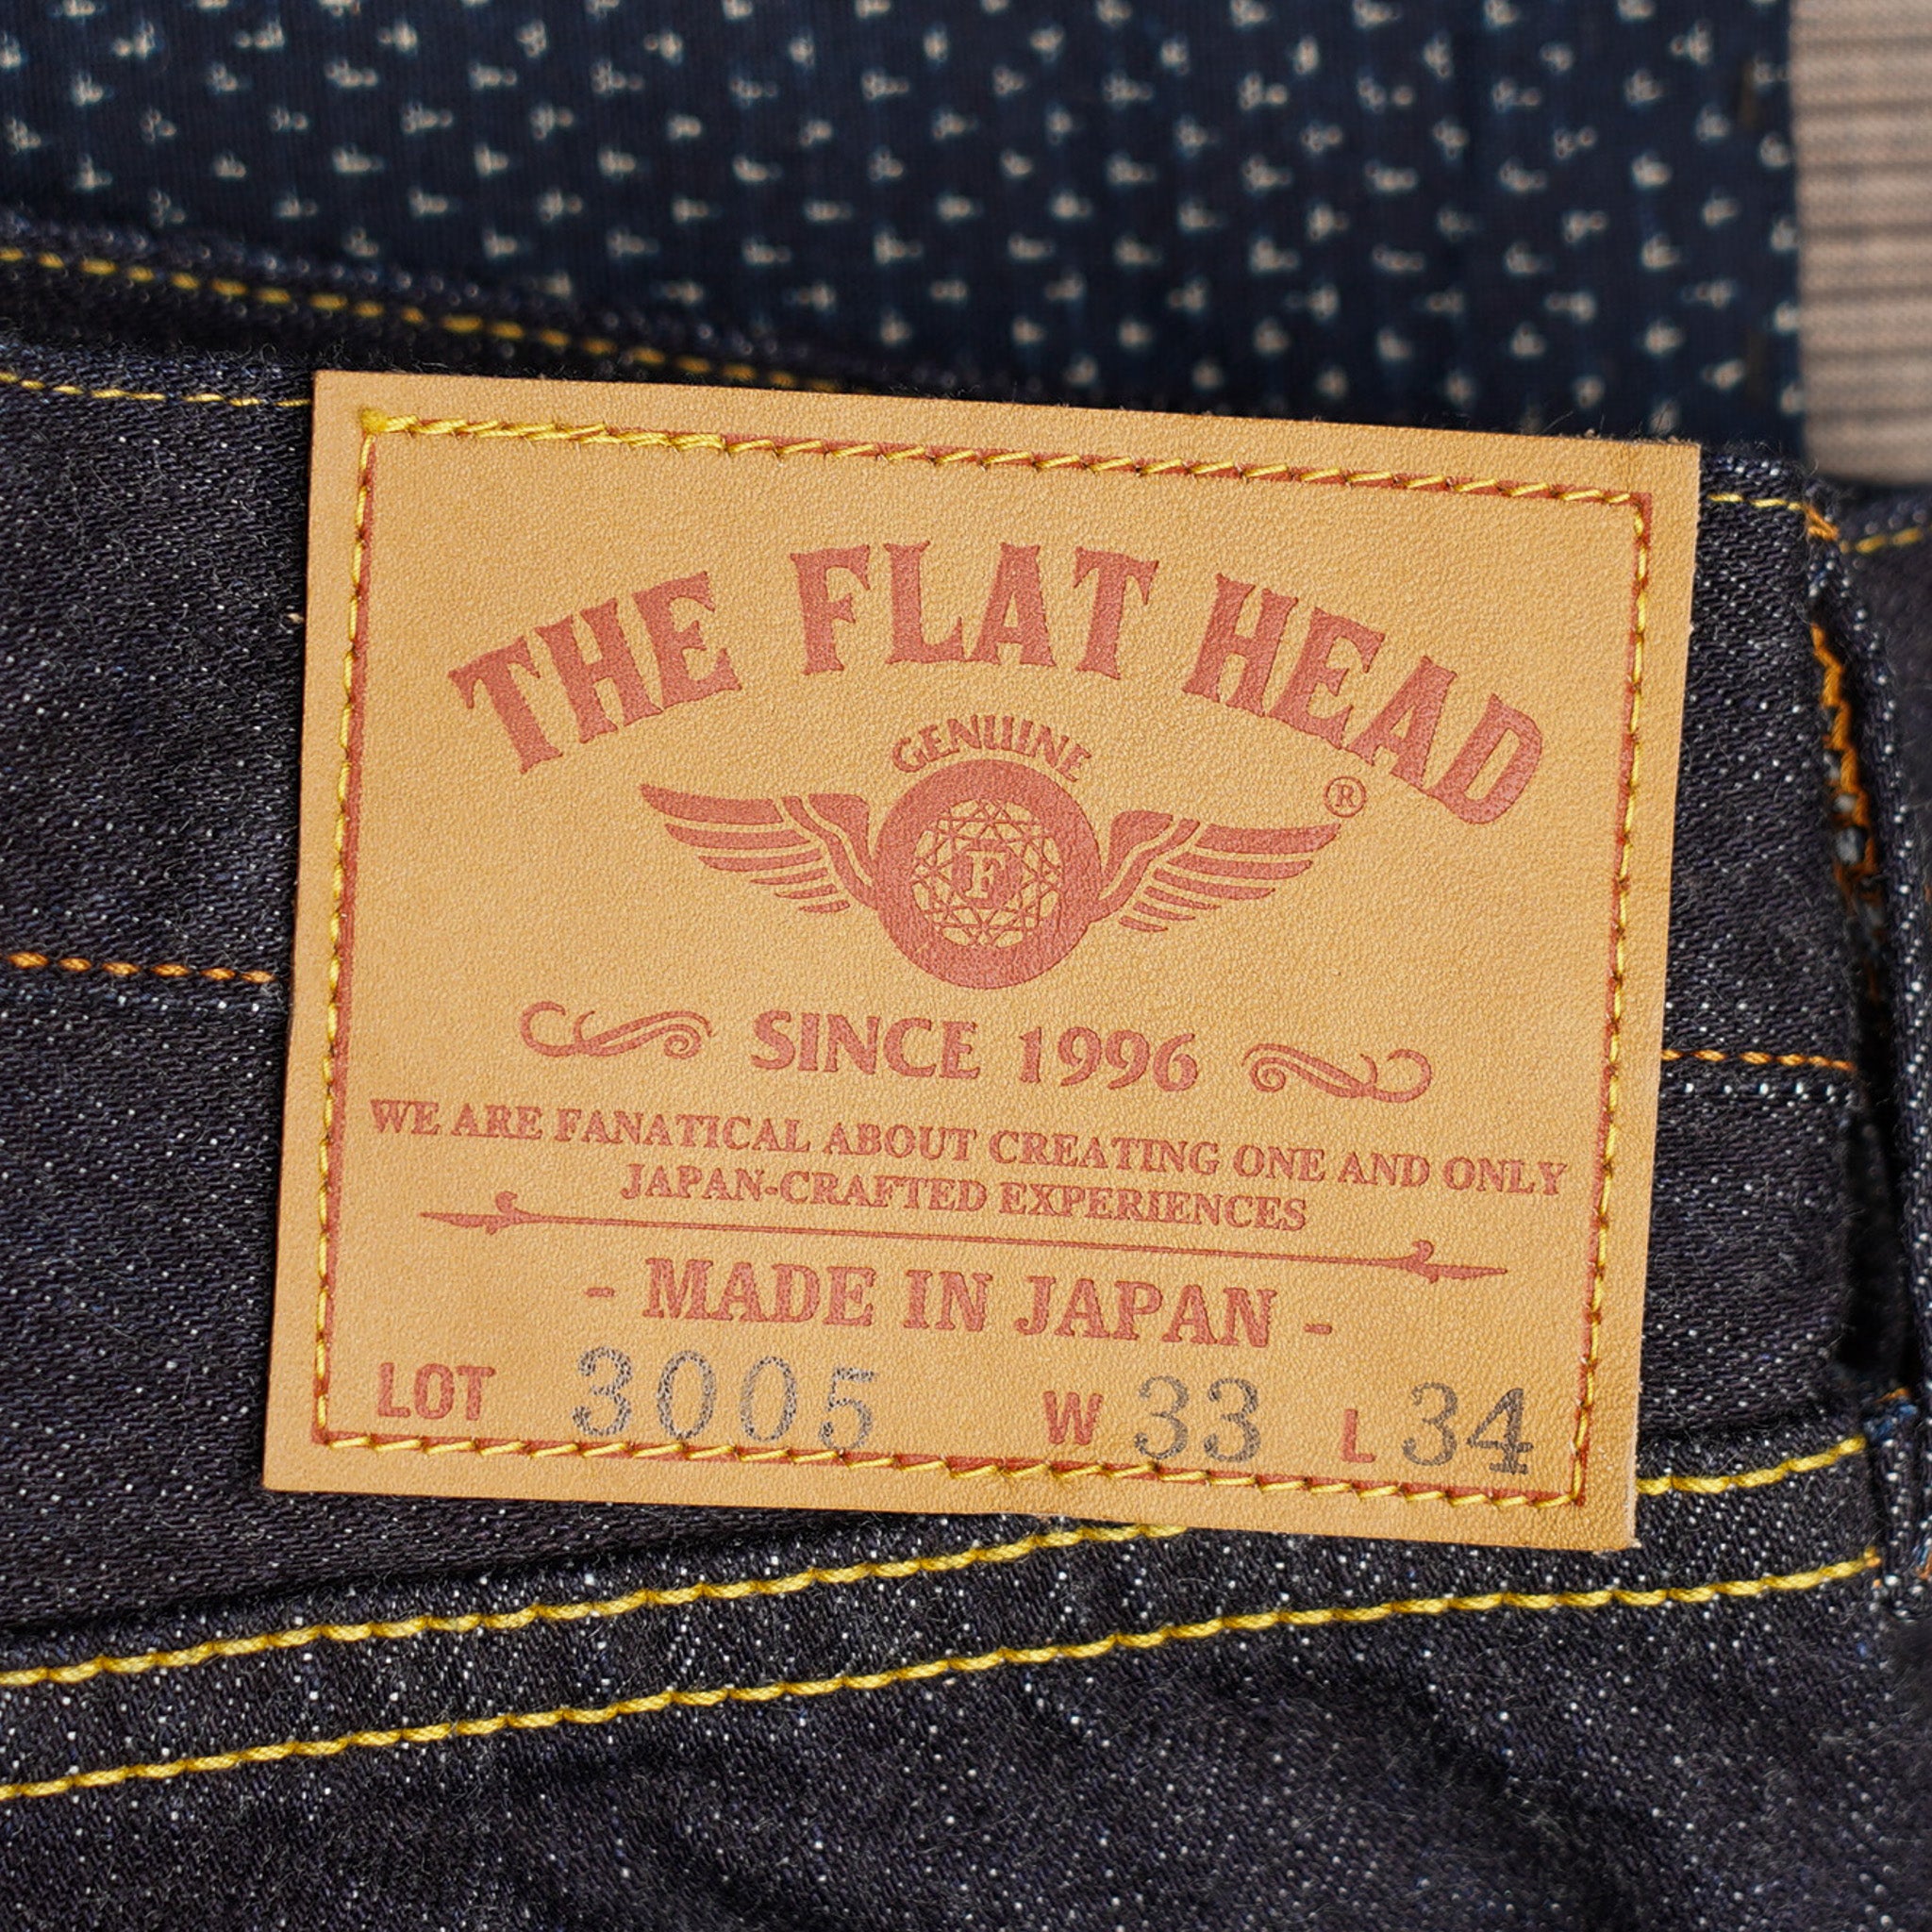 THE FLAT HEAD
GENUINE
®
F
SINCE 1996
WE ARE FANATICAL ABOUT CREATING ONE AND ONLY
JAPAN-CRAFTED EXPERIENCES
- MADE IN JAPAN -
LOT 3005 W 33 L 34